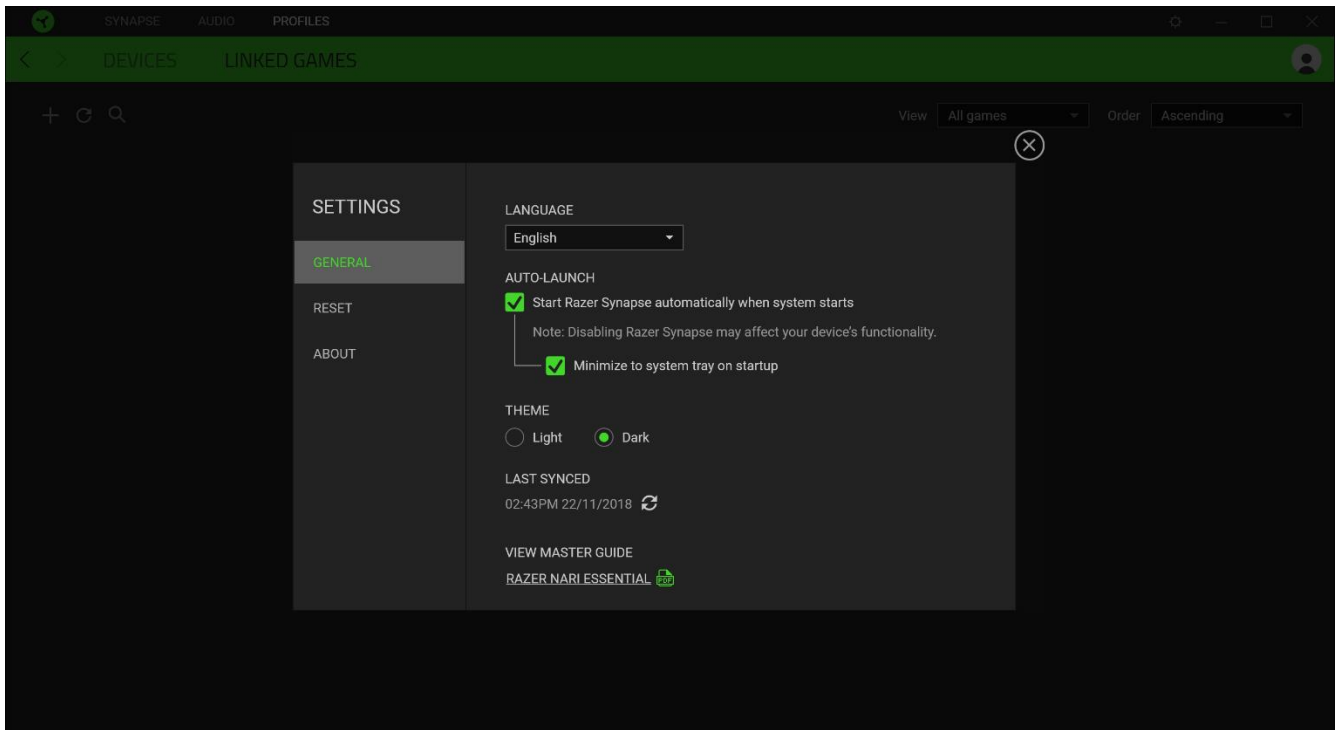 SYNAPSE AUDIO PROFILES
DEVICES LINKED GAMES
View All games Order Ascending
SETTINGS
GENERAL
RESET
ABOUT
LANGUAGE
English
AUTO-LAUNCH
Start Razer Synapse automatically when system starts
Note: Disabling Razer Synapse may affect your device’s functionality.
Minimize to system tray on startup
THEME
Light Dark
LAST SYNCED
02:43PM 22/11/2018
VIEW MASTER GUIDE
RAZER NARI ESSENTIAL PDF